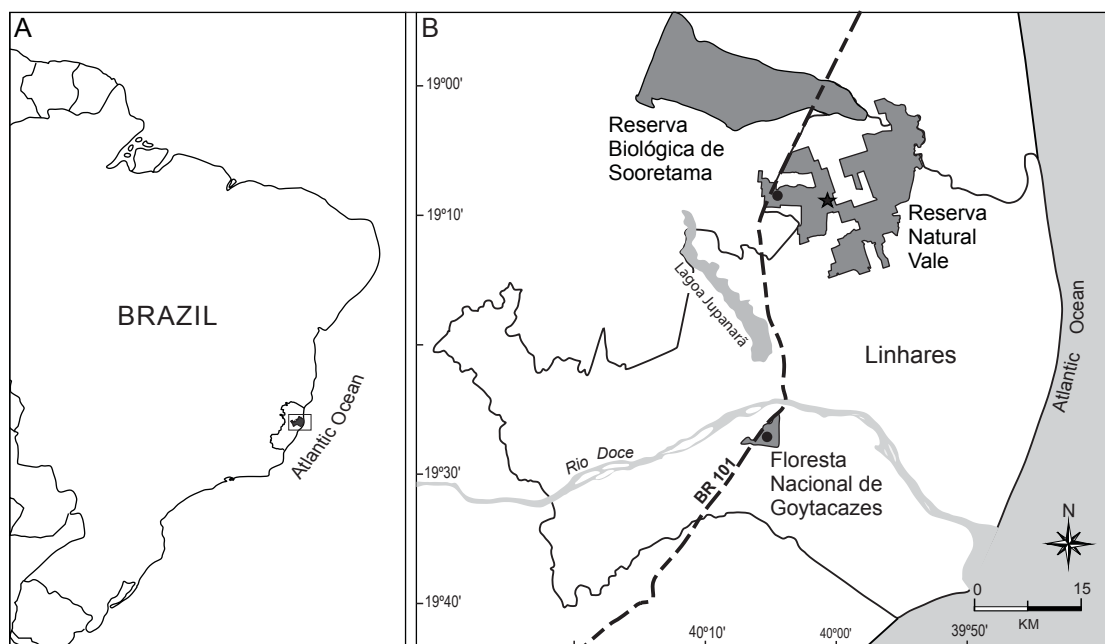 A
BRAZIL
Atlantic Ocean
B
19º00'
19º10'
19º30'
19º40'
Reserva
Biológica de
Sooretama
Reserva
Natural
Vale
Lagoa Jupanarã
Linhares
Atlantic Ocean
Rio Doce
BR 101
Floresta
Nacional de
Goytacazes
N
0 15
KM
40º10'
40º00'
39º50'